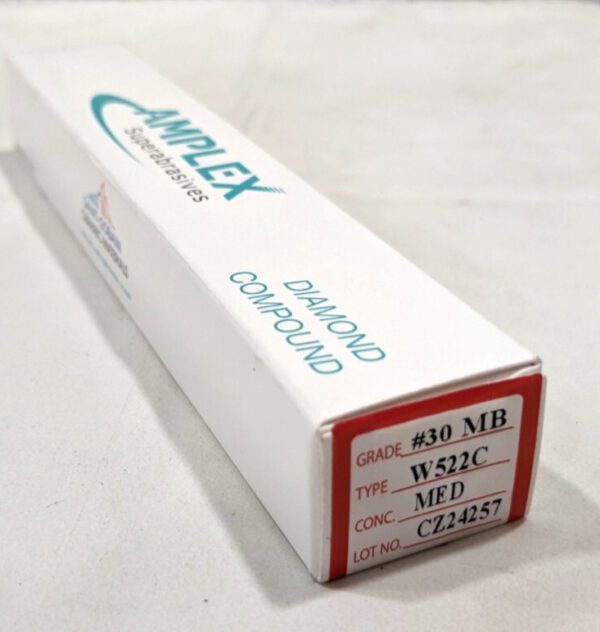 AMPLEX
Superabrasives
DIAMOND
COMPOUND
GRADE #30 MB
TYPE W522C
CONC. MED
LOT NO. CZ24257